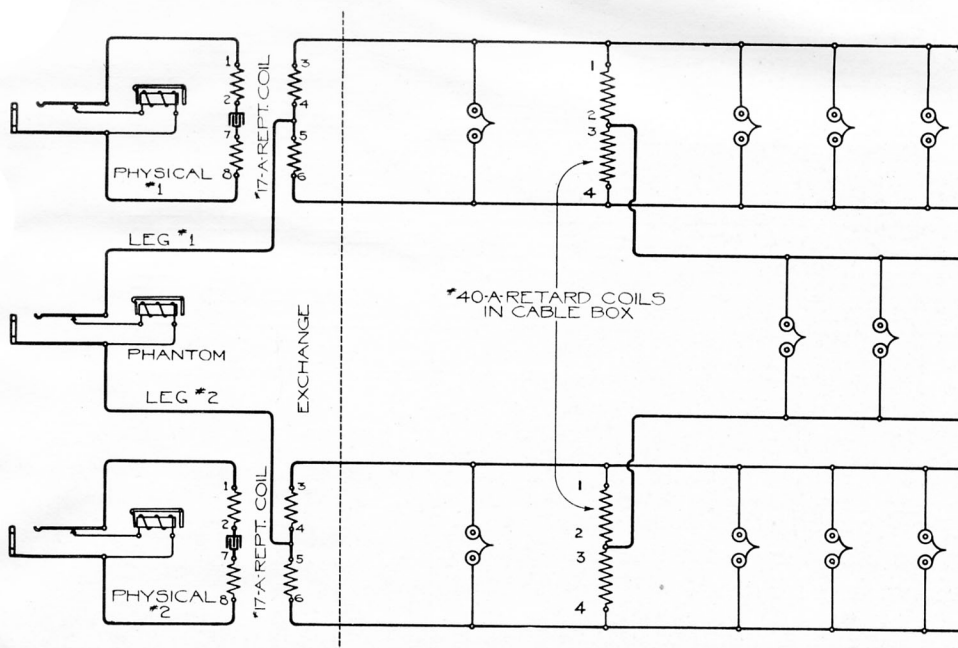 1
2
7
8
#17-A-REPT. COIL
3
4
5
6
PHYSICAL
#1
LEG #1
PHANTOM
LEG #2
EXCHANGE
1
2
3
4
#40-A-RETARD COILS
IN CABLE BOX
1
2
7
8
#17-A-REPT. COIL
3
4
5
6
PHYSICAL
#2
1
2
3
4